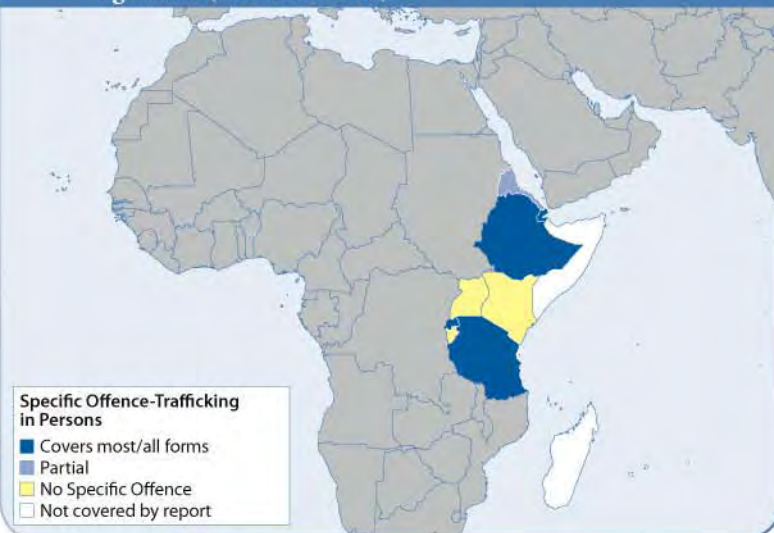 Specific Offence-Trafficking
in Persons
Covers most/all forms
Partial
No Specific Offence
Not covered by report